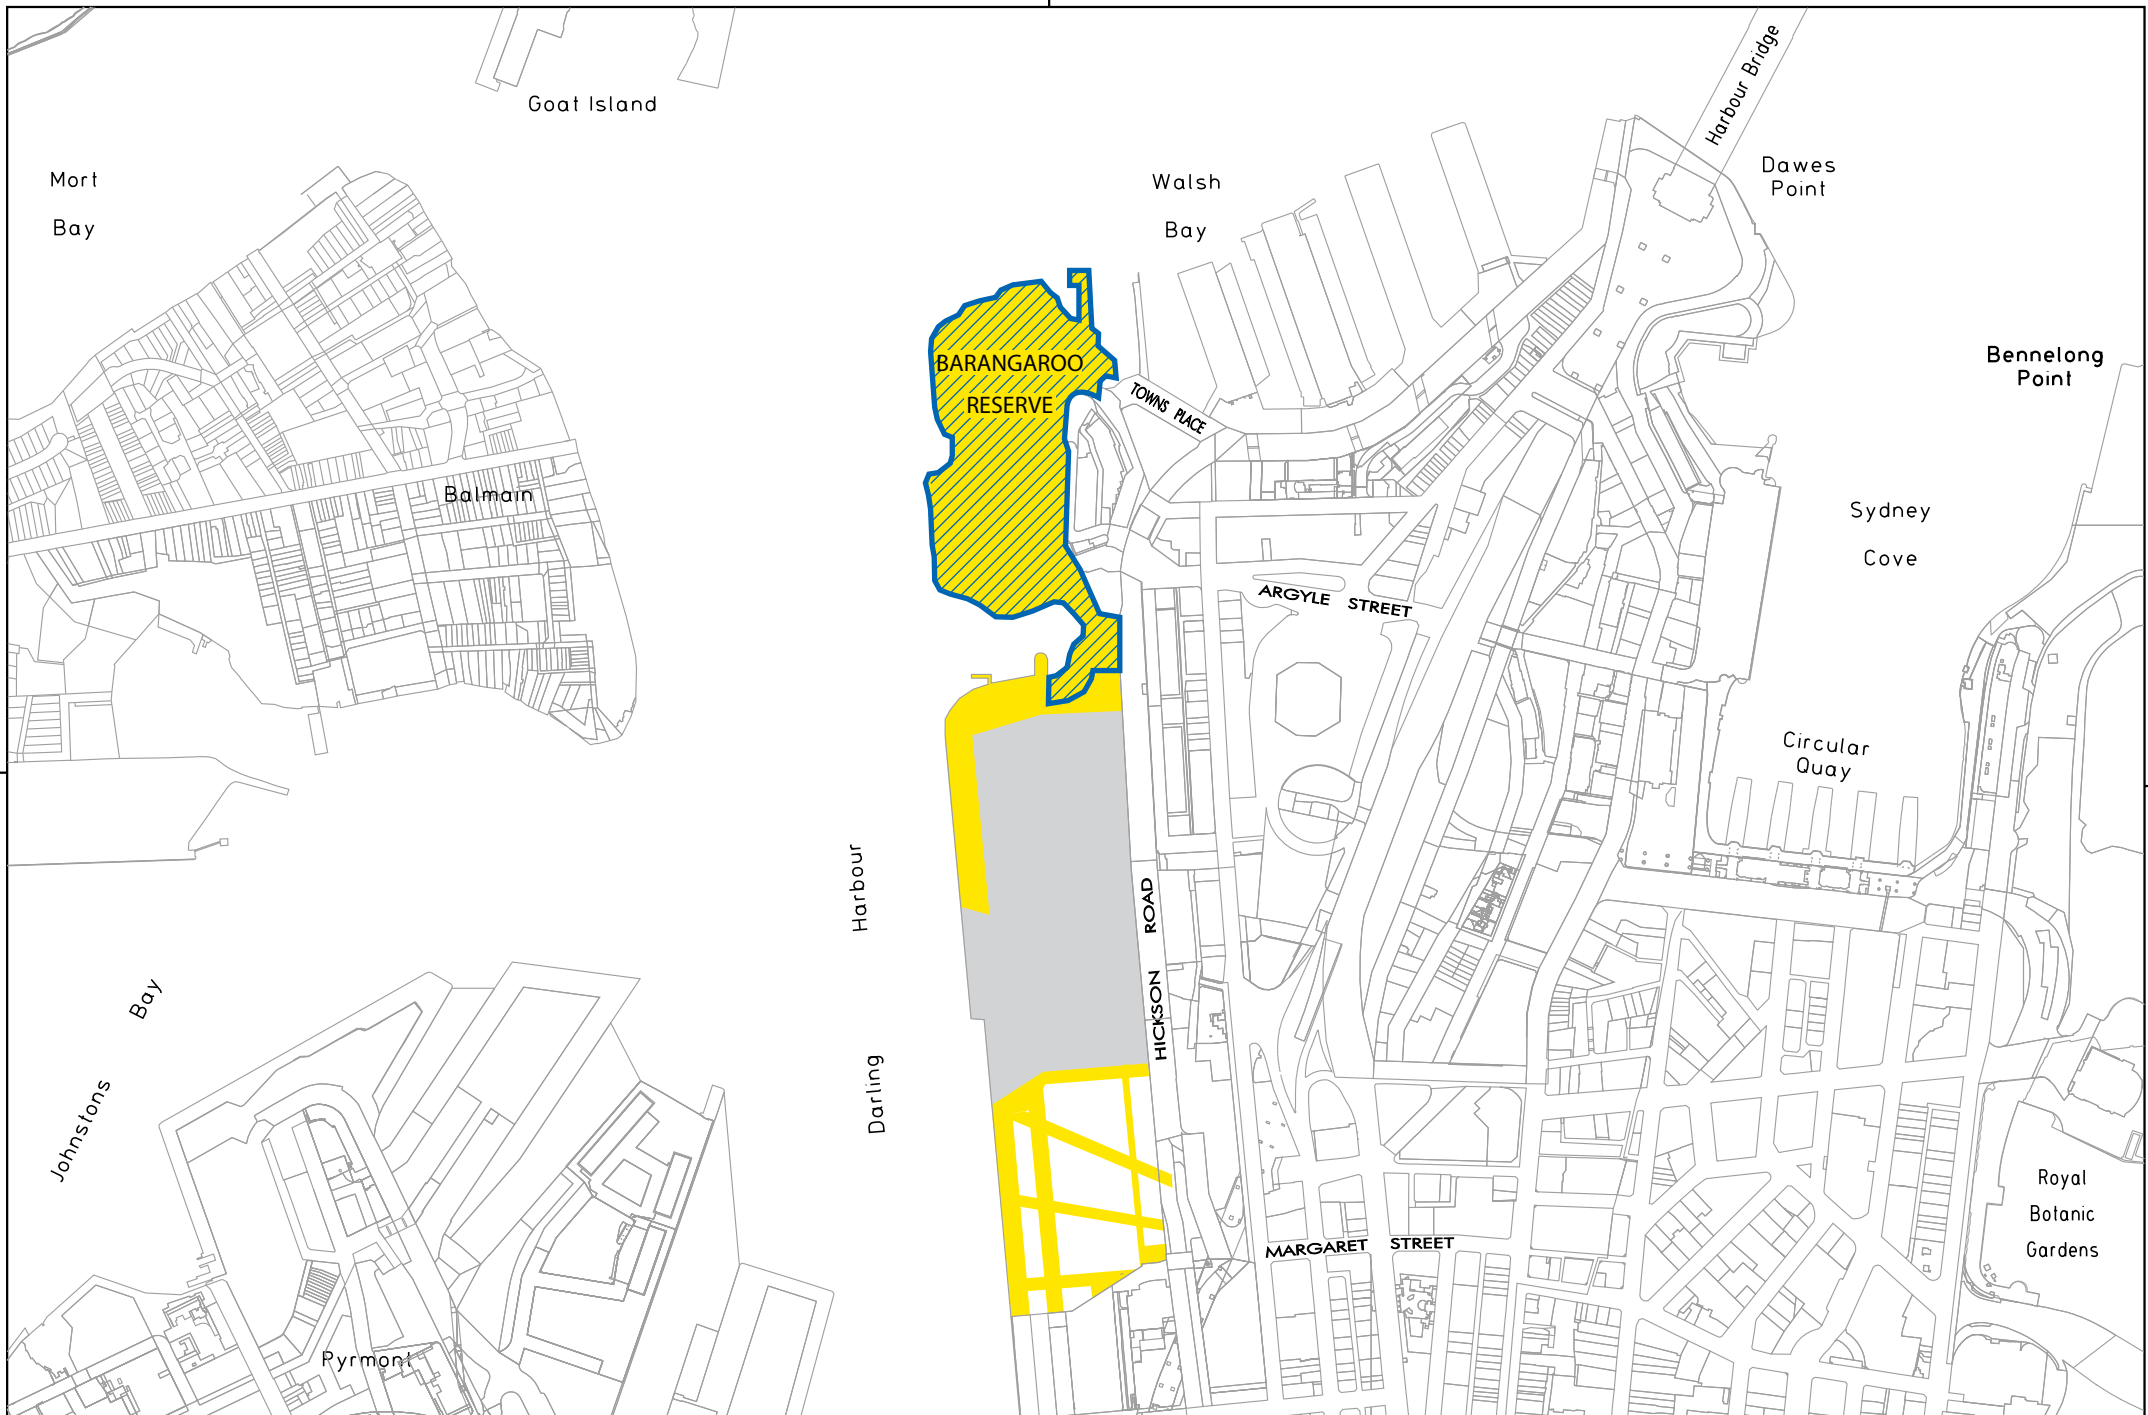 Goat Island
Harbour Bridge
Mort
Bay
Walsh
Bay
Dawes
Point
BARANGAROO
RESERVE
TOWNS PLACE
Bennelong
Point
Balmain
Sydney
Cove
ARGYLE STREET
Circular
Quay
Darling Harbour
HICKSON ROAD
Johnstons Bay
Royal
Botanic
Gardens
MARGARET STREET
Pyrmont